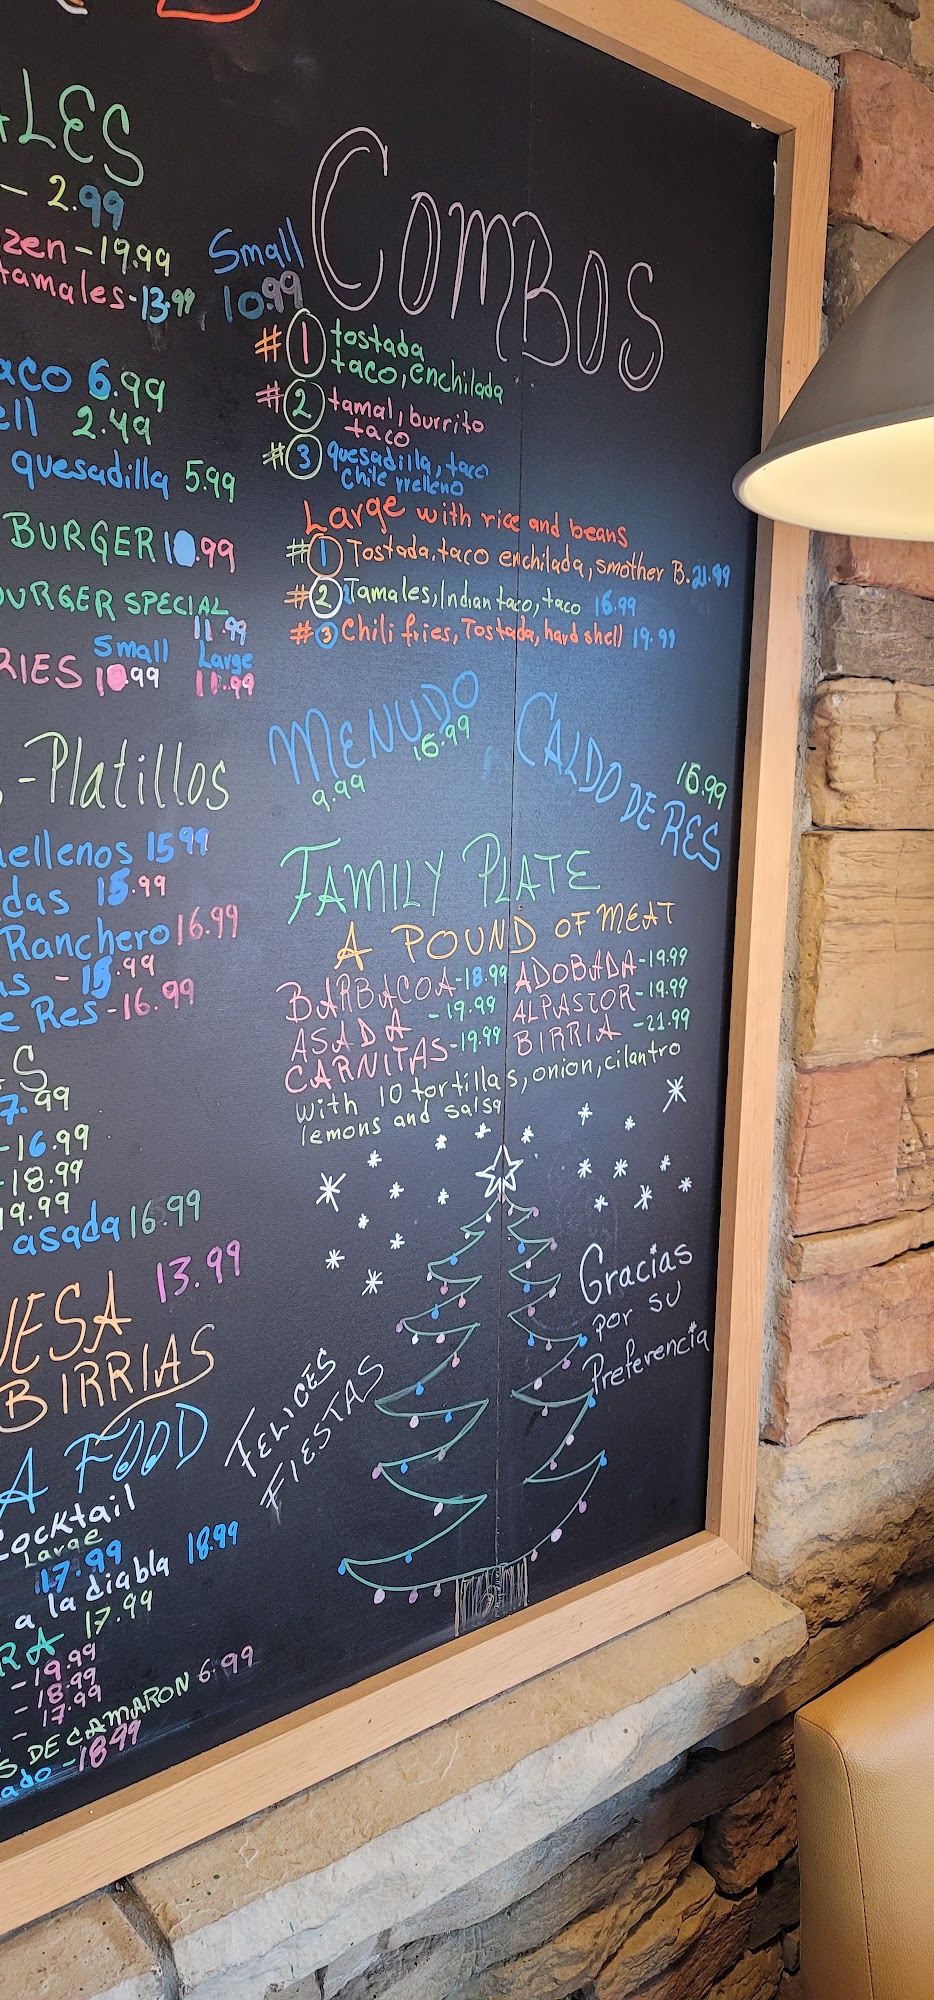 ALES
- 2.99
zen - 19.99
tamales - 13.99
aco 6.99
ell 2.49
quesadilla 5.99
BURGER 10.99
BURGER SPECIAL
11.99
Small Large
RIES 10.99 11.99
- Platillos
ellenos 15.99
das 15.99
Ranchero 16.99
as - 15.99
e Res - 16.99
AS
7.99
- 16.99
- 18.99
19.99
asada 16.99
UESA 13.99
BIRRIAS
A FOOD
Cocktail
Large
17.99
a la diabla 18.99
RA 17.99
- 19.99
- 18.99
- 17.99
S DE CAMARON 6.99
ado - 18.99
COMBOS
Small
10.99
#1 tostada
taco, enchilada
#2 tamal, burrito
taco
#3 quesadilla, taco
Chile rrelleno
Large with rice and beans
#1 Tostada, taco enchilada, smother B. 21.99
#2 Tamales, Indian taco, taco 16.99
#3 Chili fries, Tostada, hard shell 19.99
MENUDO
9.99 15.99
CALDO DE RES
15.99
FAMILY PLATE
A POUND OF MEAT
BARBACOA - 18.99 ADOBADA - 19.99
ASADA - 19.99 ALPASTOR - 19.99
CARNITAS - 19.99 BIRRIA - 21.99
with 10 tortillas, onion, cilantro
lemons and salsa
Gracias
por su
Preferencia
FELICES
FIESTAS